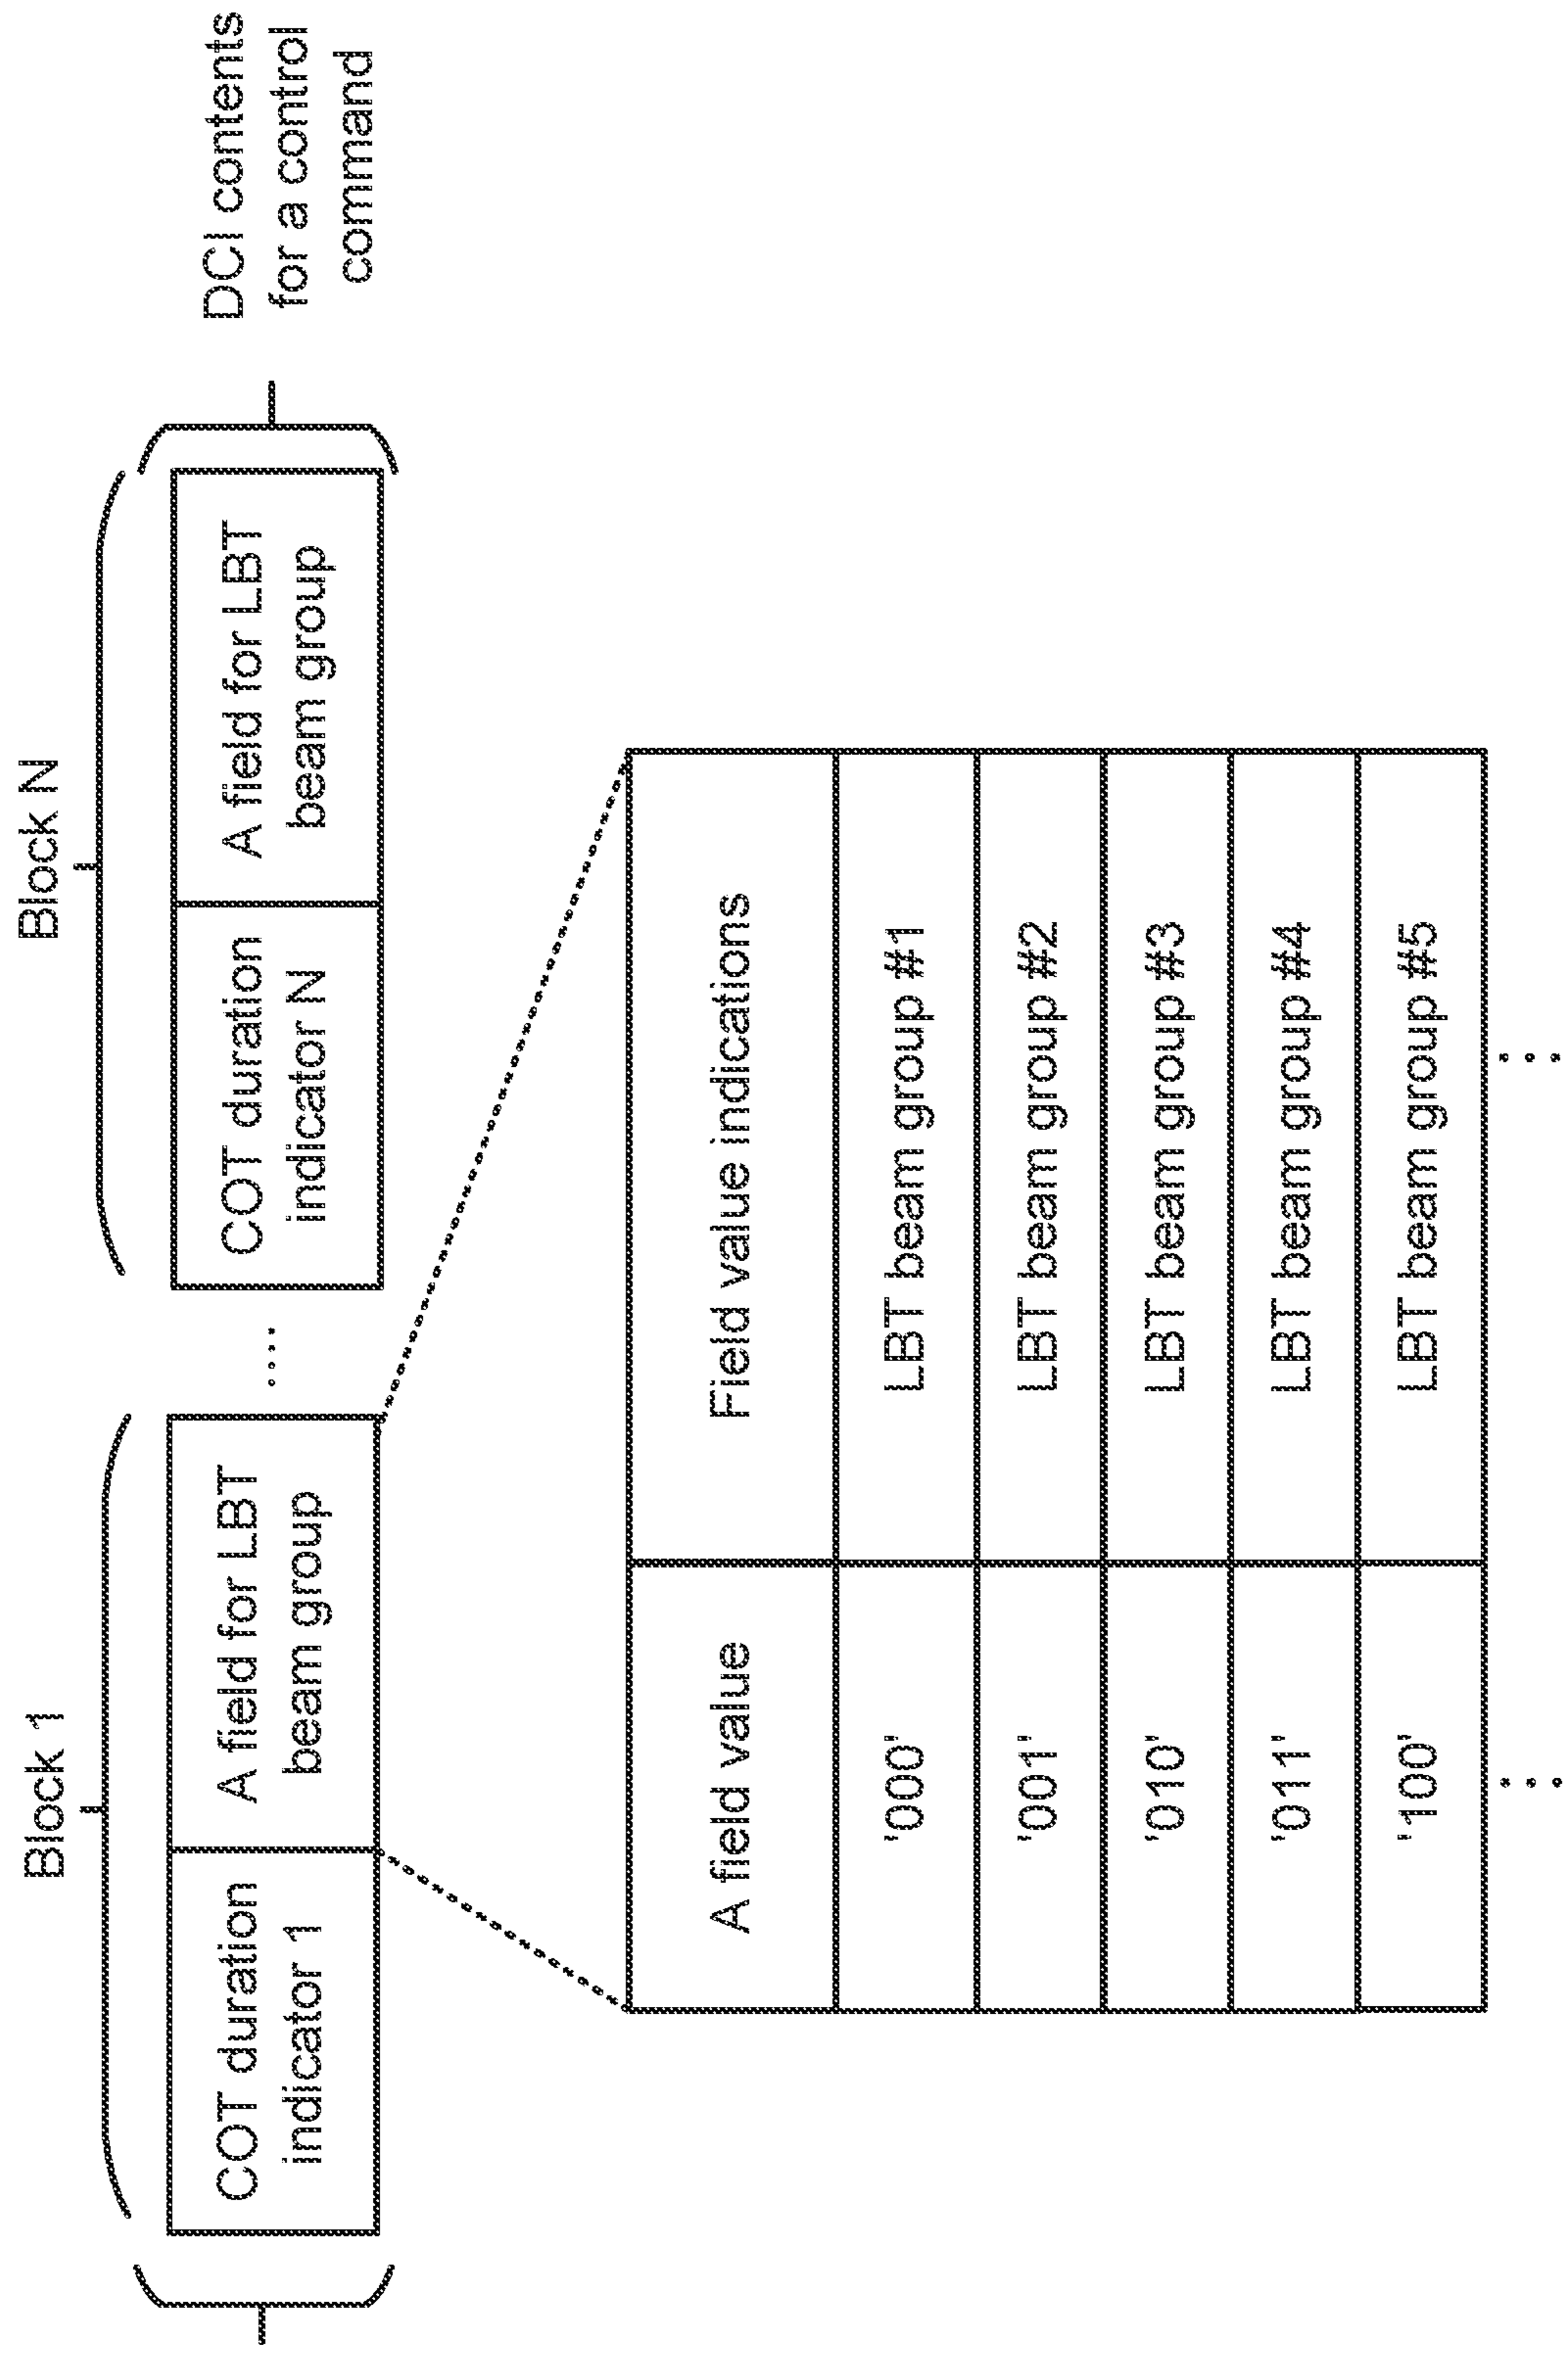 Block 1
Block N
COT duration
indicator 1
A field for LBT
beam group
....
COT duration
indicator N
A field for LBT
beam group
DCI contents
for a control
command
A field value
Field value indications
'000'
LBT beam group #1
'001'
LBT beam group #2
'010'
LBT beam group #3
'011'
LBT beam group #4
'100'
LBT beam group #5
...
...